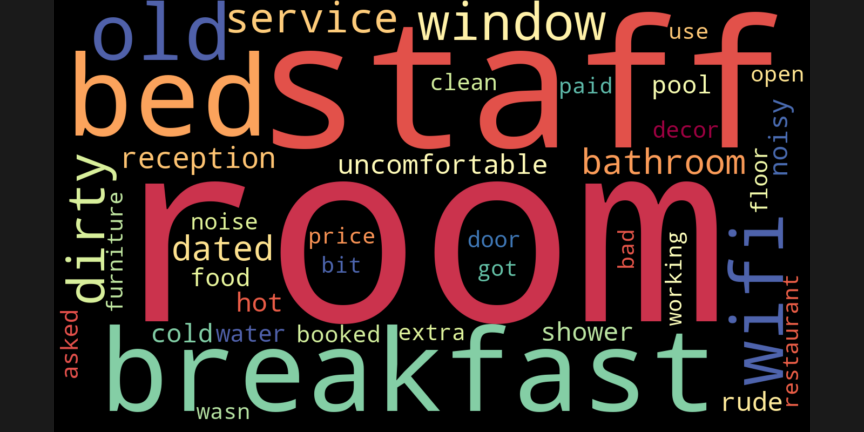 old
service
window
use
staff
bed
clean
paid
pool
open
decor
noisy
reception
uncomfortable
bathroom
floor
dirty
furniture
room
noise
dated
food
hot
price
bit
door
got
bad
working
wifi
restaurant
asked
cold
water
booked
extra
shower
breakfast
rude
wasn